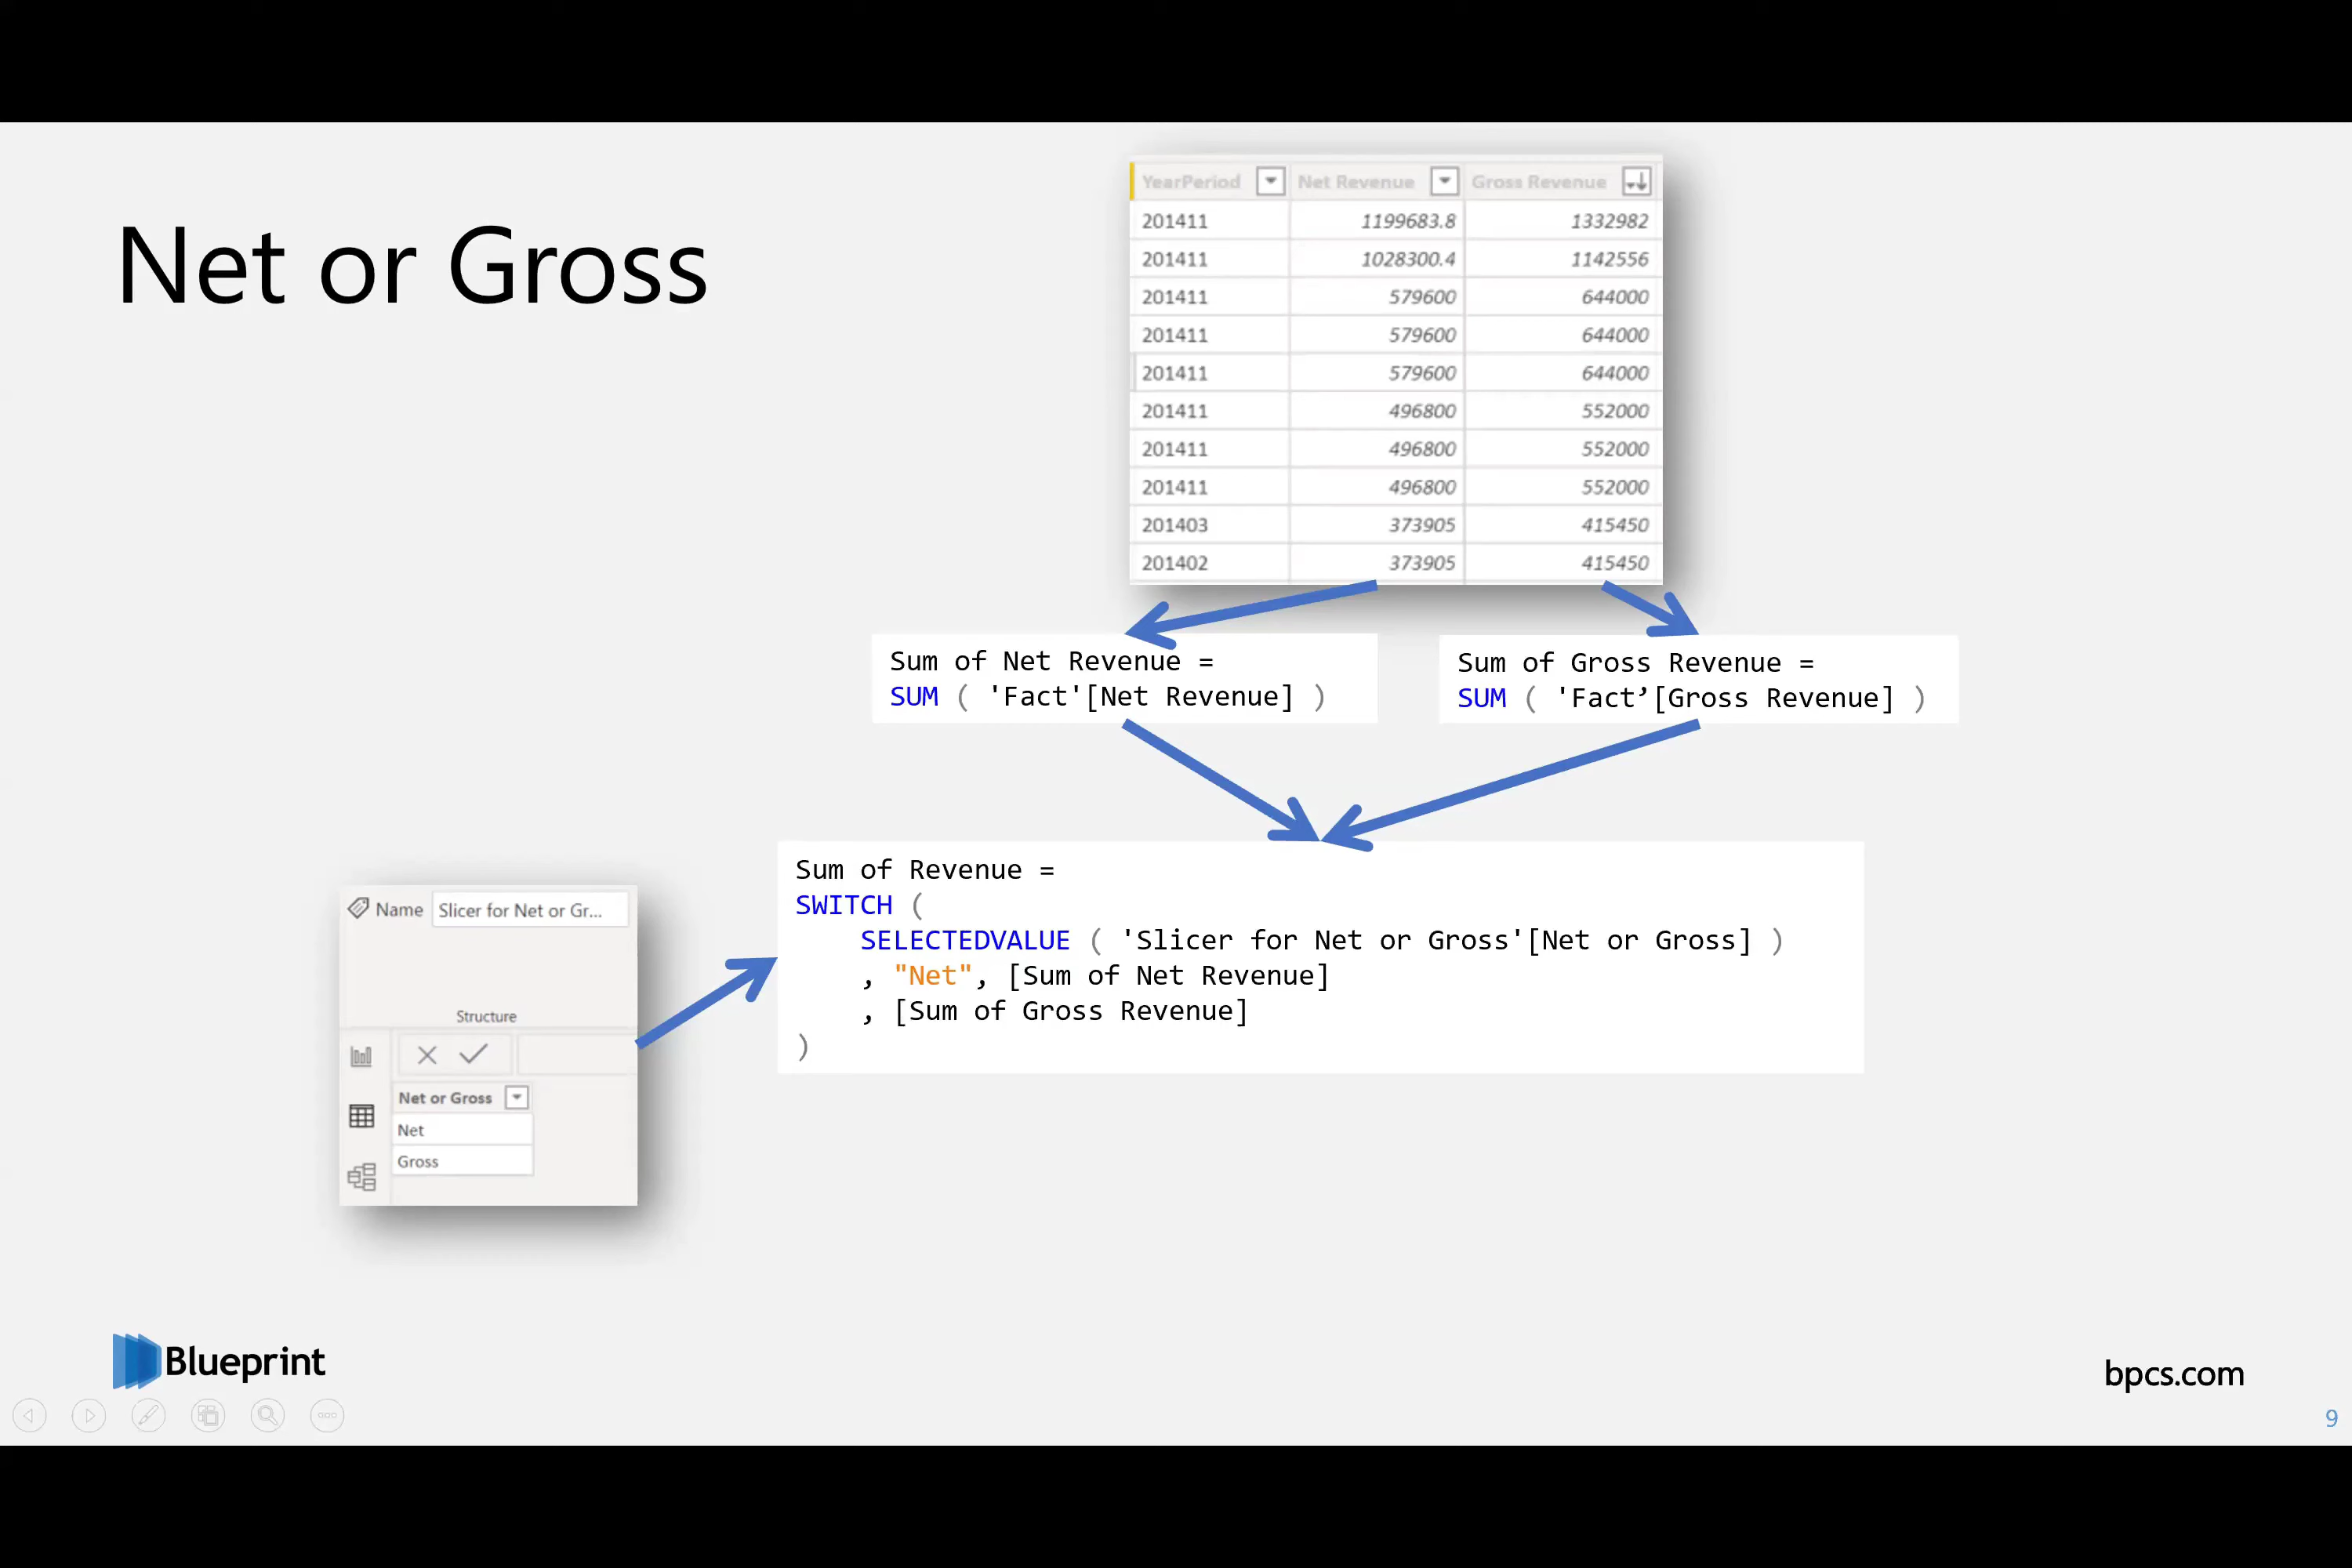 Net or Gross
YearPeriod Net Revenue Gross Revenue
201411 1199683.8 1332982
201411 1028300.4 1142556
201411 579600 644000
201411 579600 644000
201411 579600 644000
201411 496800 552000
201411 496800 552000
201411 496800 552000
201403 373905 415450
201402 373905 415450
Sum of Net Revenue =
SUM ( 'Fact'[Net Revenue] )
Sum of Gross Revenue =
SUM ( 'Fact’[Gross Revenue] )
Sum of Revenue =
SWITCH (
SELECTEDVALUE ( 'Slicer for Net or Gross'[Net or Gross] )
, "Net", [Sum of Net Revenue]
, [Sum of Gross Revenue]
)
Name Slicer for Net or Gr...
Structure
Net or Gross
Net
Gross
Blueprint
bpcs.com
9